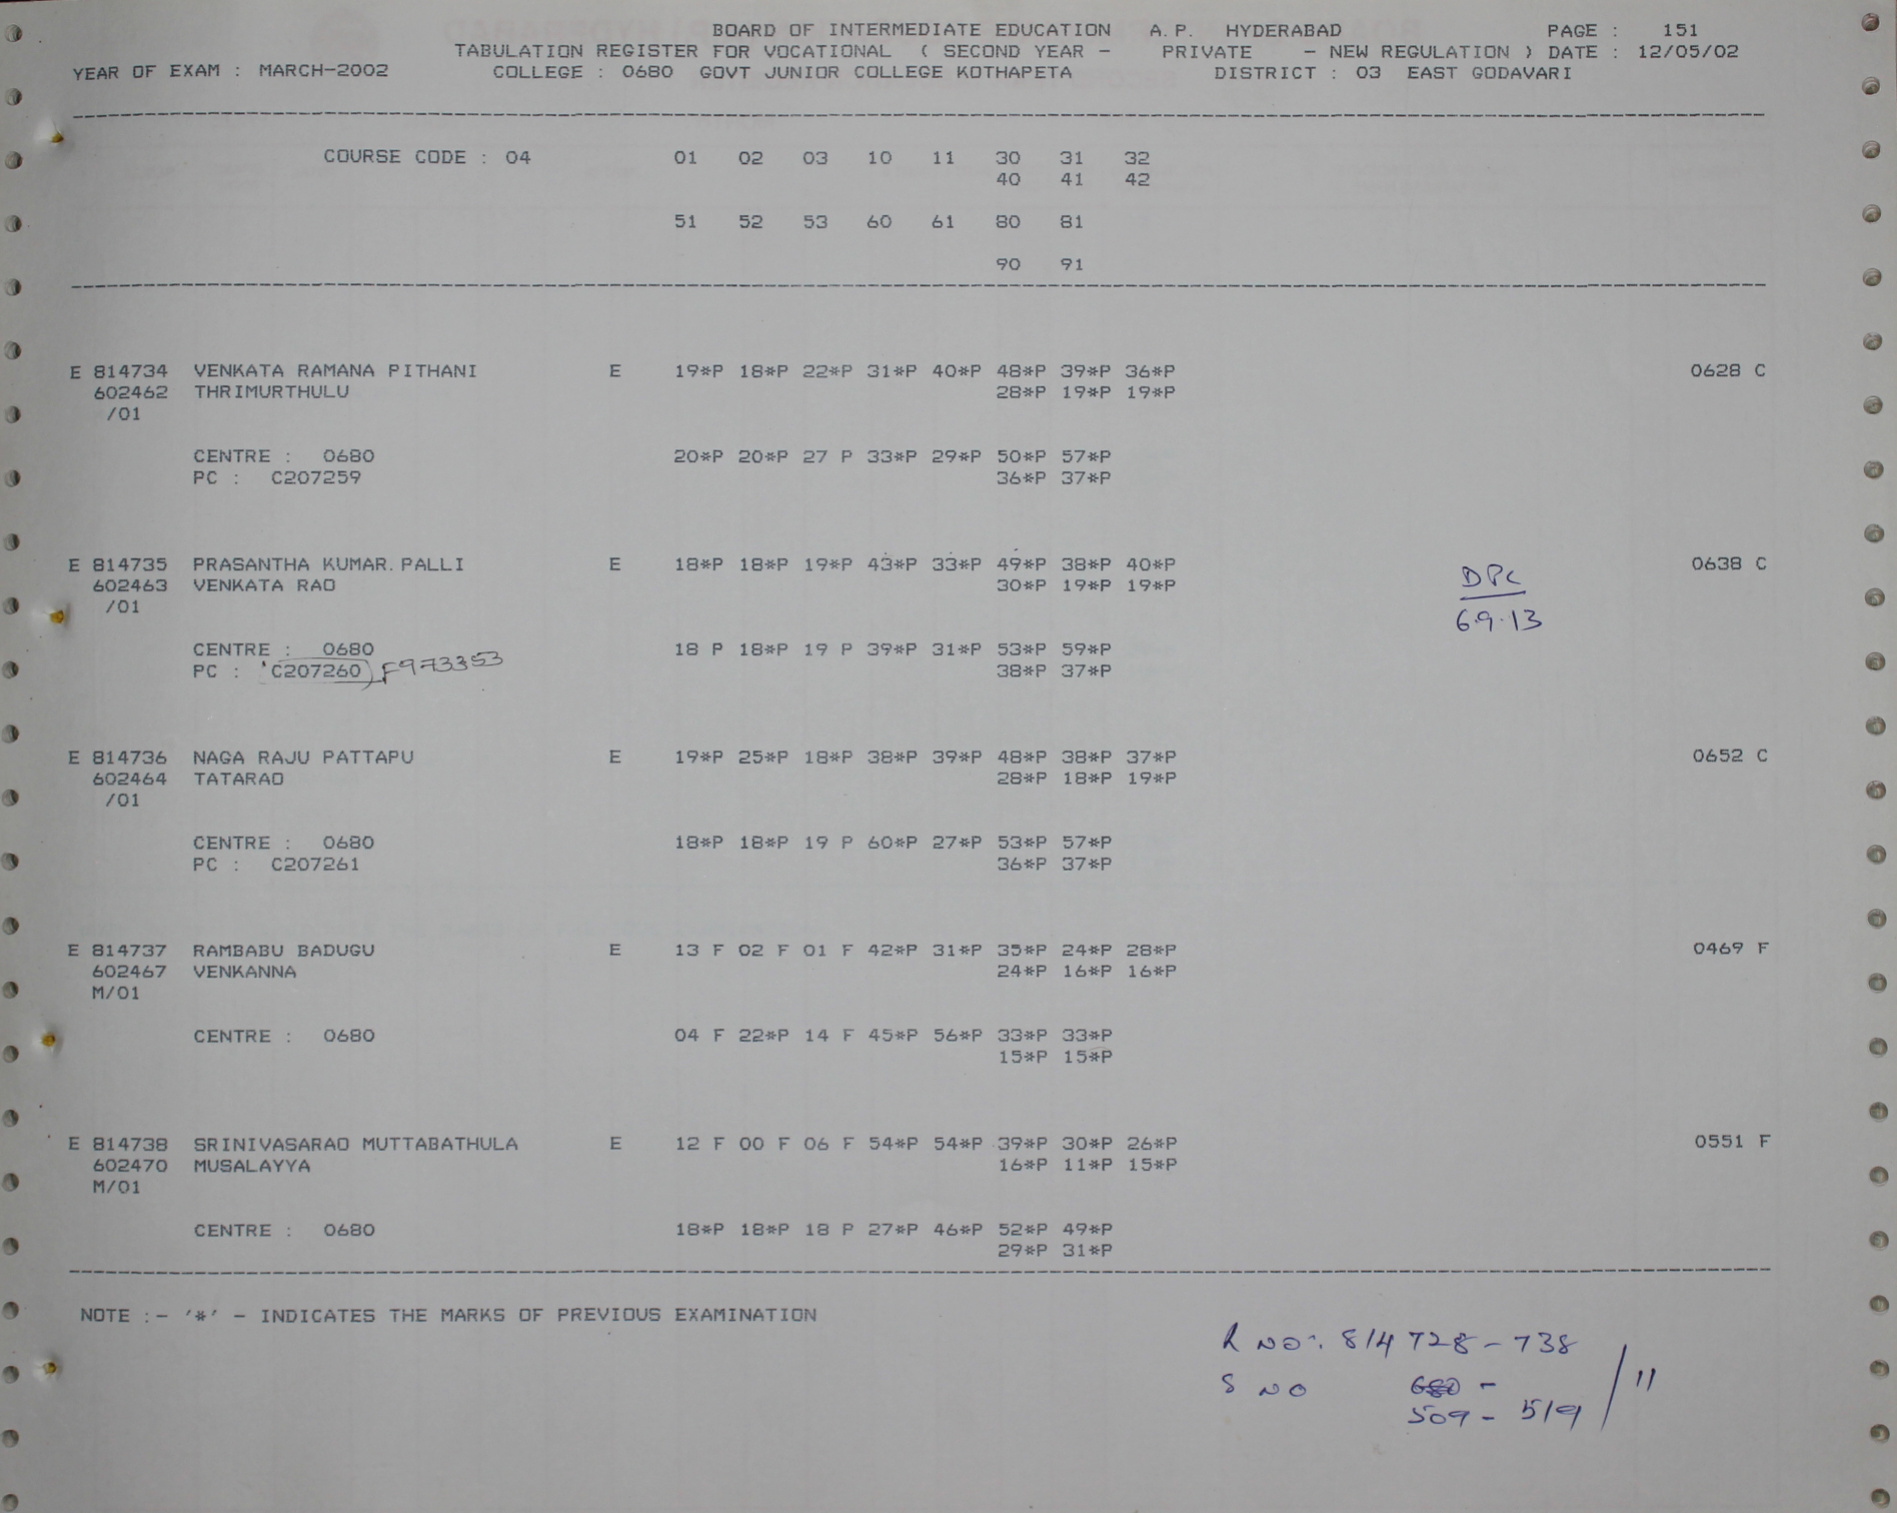 BOARD OF INTERMEDIATE EDUCATION A.P. HYDERABAD PAGE : 151
TABULATION REGISTER FOR VOCATIONAL ( SECOND YEAR - PRIVATE - NEW REGULATION ) DATE : 12/05/02
YEAR OF EXAM : MARCH-2002 COLLEGE : 0680 GOVT JUNIOR COLLEGE KOTHAPETA DISTRICT : 03 EAST GODAVARI
COURSE CODE : 04 01 02 03 10 11 30 31 32
40 41 42
51 52 53 60 61 80 81
90 91
E 814734 VENKATA RAMANA PITHANI E 19*P 18*P 22*P 31*P 40*P 48*P 39*P 36*P 0628 C
602462 THRIMURTHULU 28*P 19*P 19*P
/01
CENTRE : 0680 20*P 20*P 27 P 33*P 29*P 50*P 57*P
PC : C207259 36*P 37*P
E 814735 PRASANTHA KUMAR.PALLI E 18*P 18*P 19*P 43*P 33*P 49*P 38*P 40*P 0638 C
602463 VENKATA RAO 30*P 19*P 19*P DPC
/01 6.9.13
CENTRE : 0680 18 P 18*P 19 P 39*P 31*P 53*P 59*P
PC : C207260 F973353 38*P 37*P
E 814736 NAGA RAJU PATTAPU E 19*P 25*P 18*P 38*P 39*P 48*P 38*P 37*P 0652 C
602464 TATARAO 28*P 18*P 19*P
/01
CENTRE : 0680 18*P 18*P 19 P 60*P 27*P 53*P 57*P
PC : C207261 36*P 37*P
E 814737 RAMBABU BADUGU E 13 F 02 F 01 F 42*P 31*P 35*P 24*P 28*P 0469 F
602467 VENKANNA 24*P 16*P 16*P
M/01
CENTRE : 0680 04 F 22*P 14 F 45*P 56*P 33*P 33*P
15*P 15*P
E 814738 SRINIVASARAO MUTTABATHULA E 12 F 00 F 06 F 54*P 54*P 39*P 30*P 26*P 0551 F
602470 MUSALAYYA 16*P 11*P 15*P
M/01
CENTRE : 0680 18*P 18*P 18 P 27*P 46*P 52*P 49*P
29*P 31*P
NOTE :- '*' - INDICATES THE MARKS OF PREVIOUS EXAMINATION
R NO:. 814728-738
S NO - / 11
509 - 519